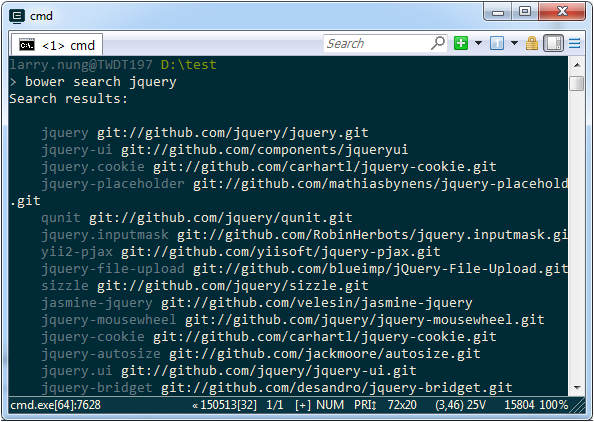 cmd
<1> cmd
Search
larry.nung@TWDT197 D:\test
> bower search jquery
Search results:
jquery git://github.com/jquery/jquery.git
jquery-ui git://github.com/components/jqueryui
jquery.cookie git://github.com/carhartl/jquery-cookie.git
jquery-placeholder git://github.com/mathiasbynens/jquery-placehold
.git
qunit git://github.com/jquery/qunit.git
jquery.inputmask git://github.com/RobinHerbots/jquery.inputmask.gi
yii2-pjax git://github.com/yiisoft/jquery-pjax.git
jquery-file-upload git://github.com/blueimp/jQuery-File-Upload.git
sizzle git://github.com/jquery/sizzle.git
jasmine-jquery git://github.com/velesin/jasmine-jquery
jquery-mousewheel git://github.com/jquery/jquery-mousewheel.git
jquery-cookie git://github.com/carhartl/jquery-cookie.git
jquery-autosize git://github.com/jackmoore/autosize.git
jquery.ui git://github.com/jquery/jquery-ui.git
jquery-bridget git://github.com/desandro/jquery-bridget.git
cmd.exe[64]:7628 «150513[32] 1/1 [+] NUM PRI↕ 72x20 (3,46) 25V 15804 100%